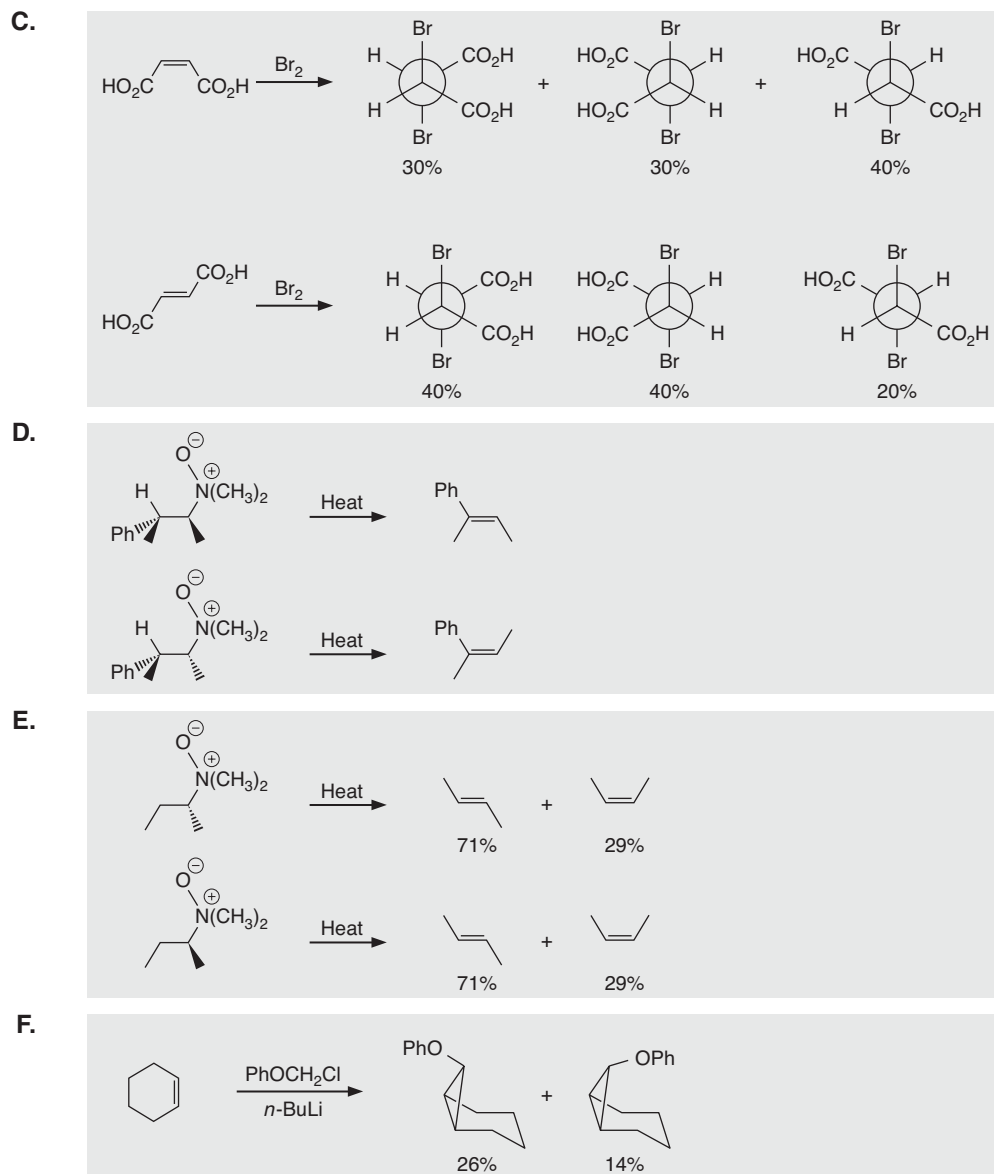 C.
HO₂C CO₂H Br₂ Br H CO₂H H CO₂H Br 30% + Br HO₂C H HO₂C H Br 30% + Br HO₂C H H CO₂H Br 40%
HO₂C CO₂H Br₂ Br H CO₂H H CO₂H Br 40% Br HO₂C H HO₂C H Br 40% Br HO₂C H H CO₂H Br 20%
D.
O⊖ H N⊕(CH₃)₂ Ph Heat Ph
O⊖ H N⊕(CH₃)₂ Ph Heat Ph
E.
O⊖ N⊕(CH₃)₂ Heat 71% + 29%
O⊖ N⊕(CH₃)₂ Heat 71% + 29%
F.
PhOCH₂Cl
n-BuLi
PhO + OPh
26% 14%